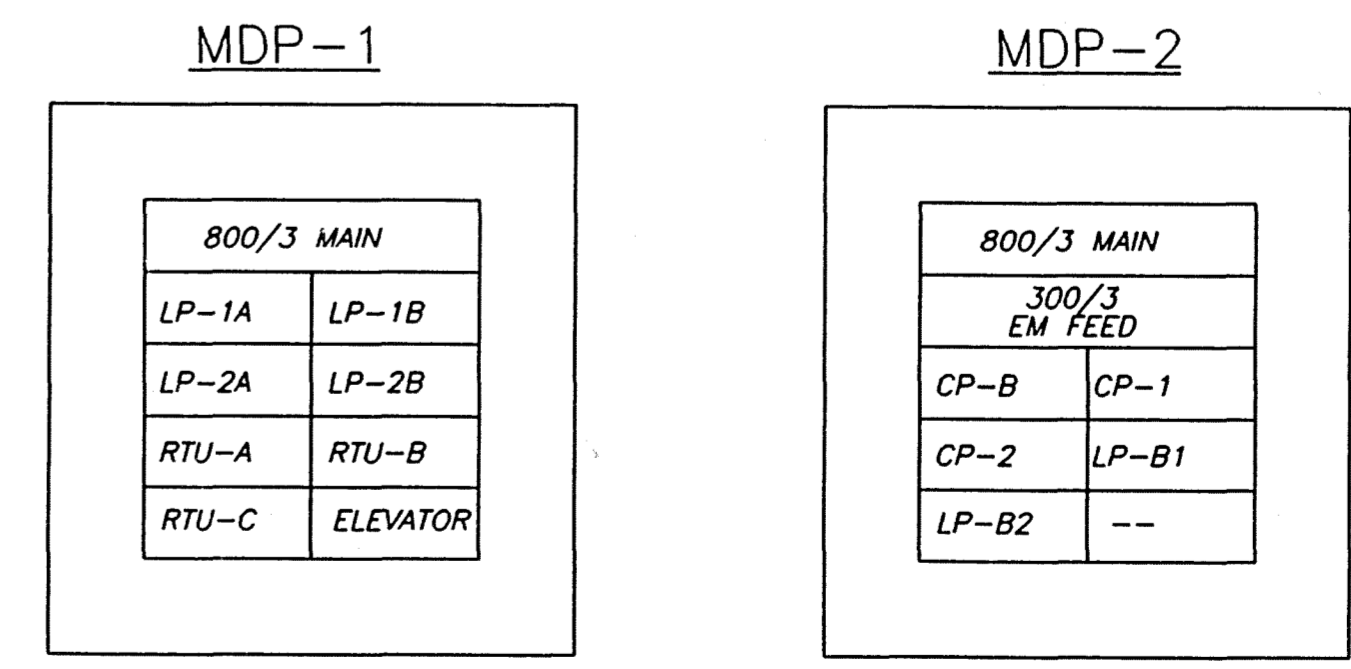 MDP-1
800/3 MAIN
LP-1A LP-1B
LP-2A LP-2B
RTU-A RTU-B
RTU-C ELEVATOR
MDP-2
800/3 MAIN
300/3
EM FEED
CP-B CP-1
CP-2 LP-B1
LP-B2 --